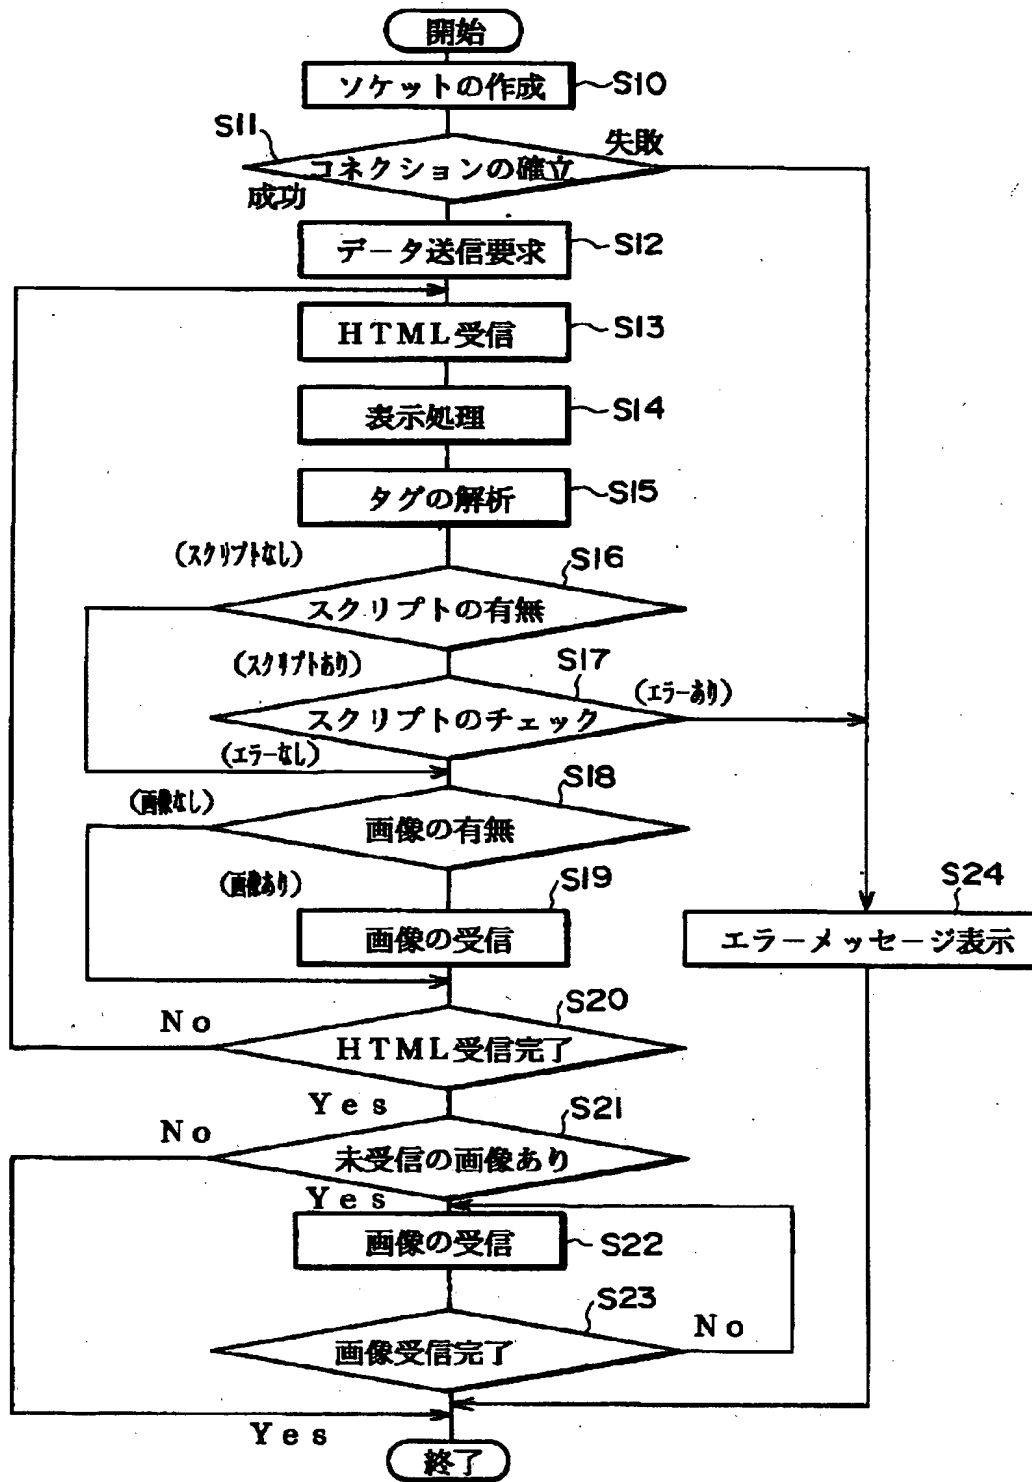 開始
ソケットの作成
S10
S11
失敗
コネクションの確立
成功
データ送信要求
S12
HTML受信
S13
表示処理
S14
タグの解析
S15
(スクリプトなし)
S16
スクリプトの有無
(スクリプトあり)
S17
(エラーあり)
スクリプトのチェック
(エラーなし)
S18
(画像なし)
画像の有無
(画像あり)
S19
S24
画像の受信
エラーメッセージ表示
S20
No
HTML受信完了
Yes
S21
No
未受信の画像あり
Yes
画像の受信
S22
S23
No
画像受信完了
Yes
終了